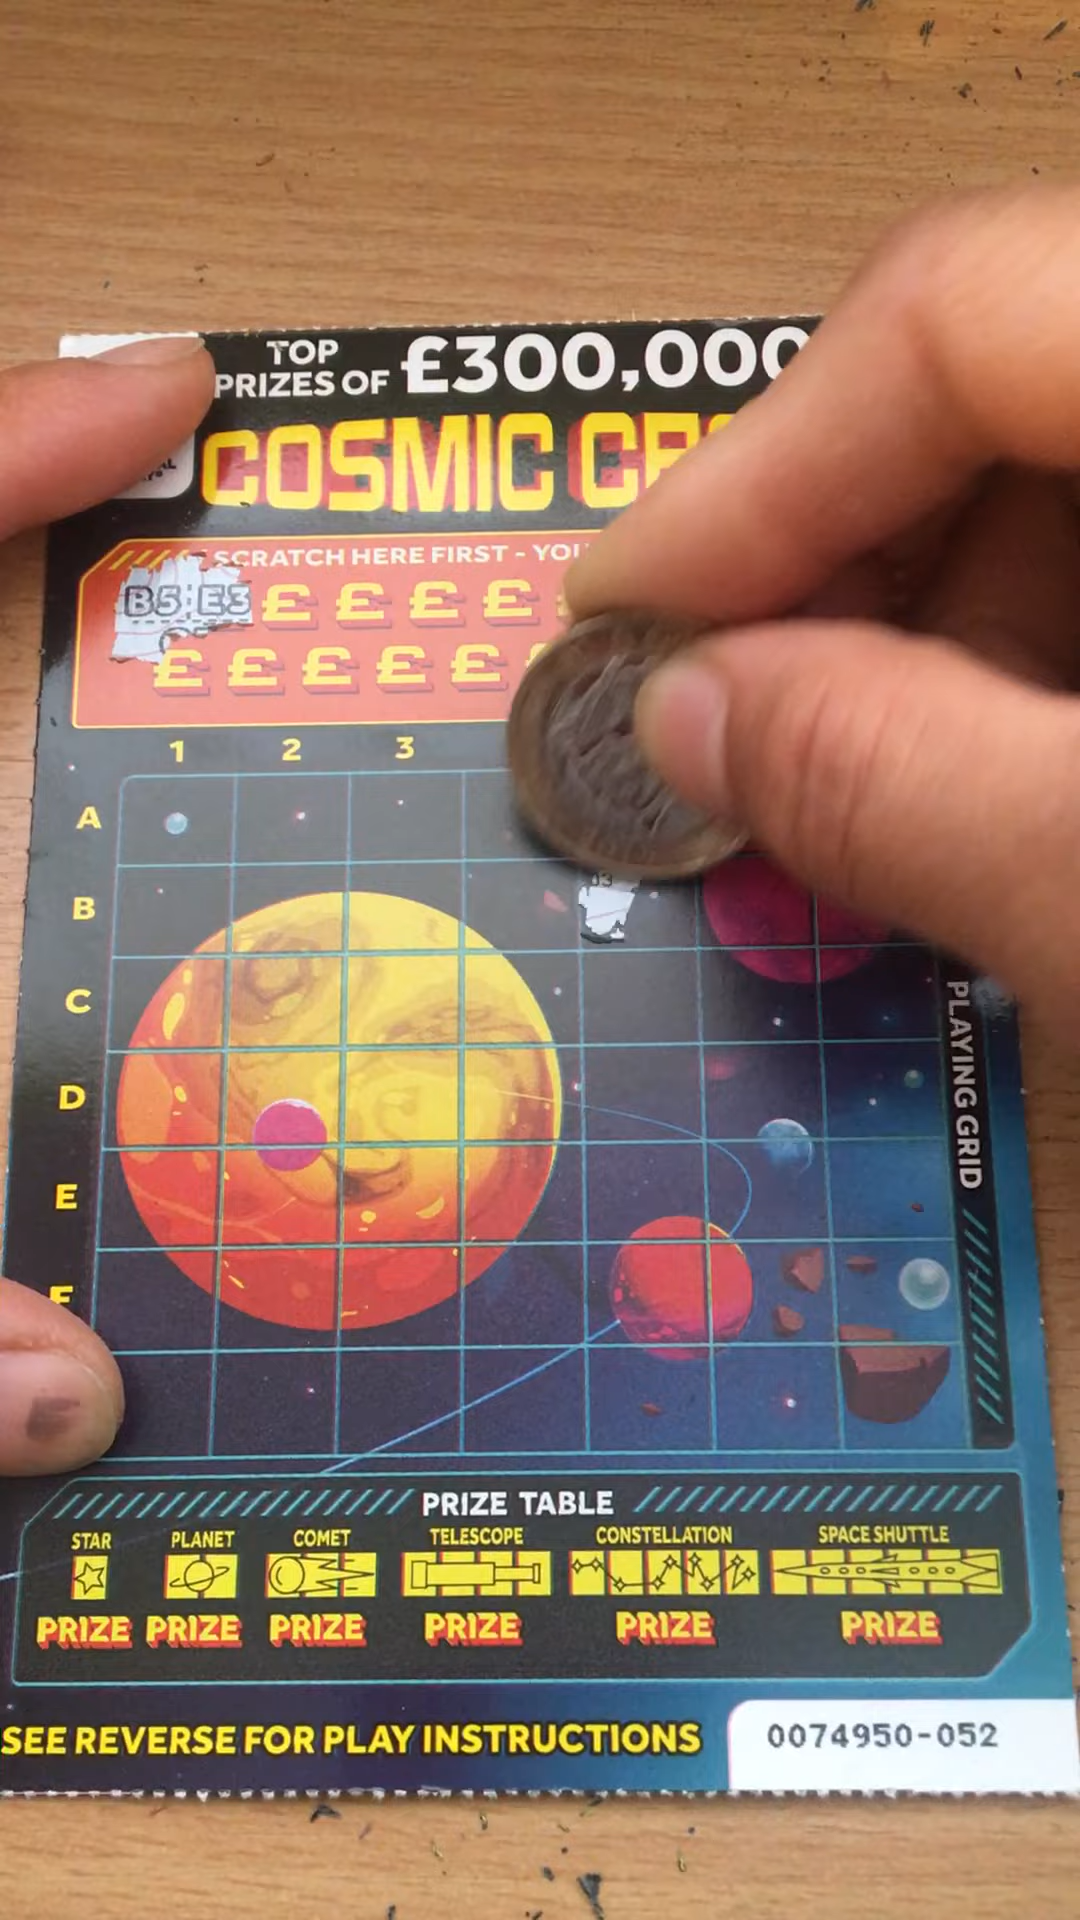 TOP
PRIZES OF £300,000
COSMIC
SCRATCH HERE FIRST - YOU
B5 E3 £ £ £ £
£ £ £ £ £
1 2 3
A
B
C
D
E
F
PLAYING GRID
PRIZE TABLE
STAR PLANET COMET TELESCOPE CONSTELLATION SPACE SHUTTLE
PRIZE PRIZE PRIZE PRIZE PRIZE PRIZE
SEE REVERSE FOR PLAY INSTRUCTIONS
0074950-052